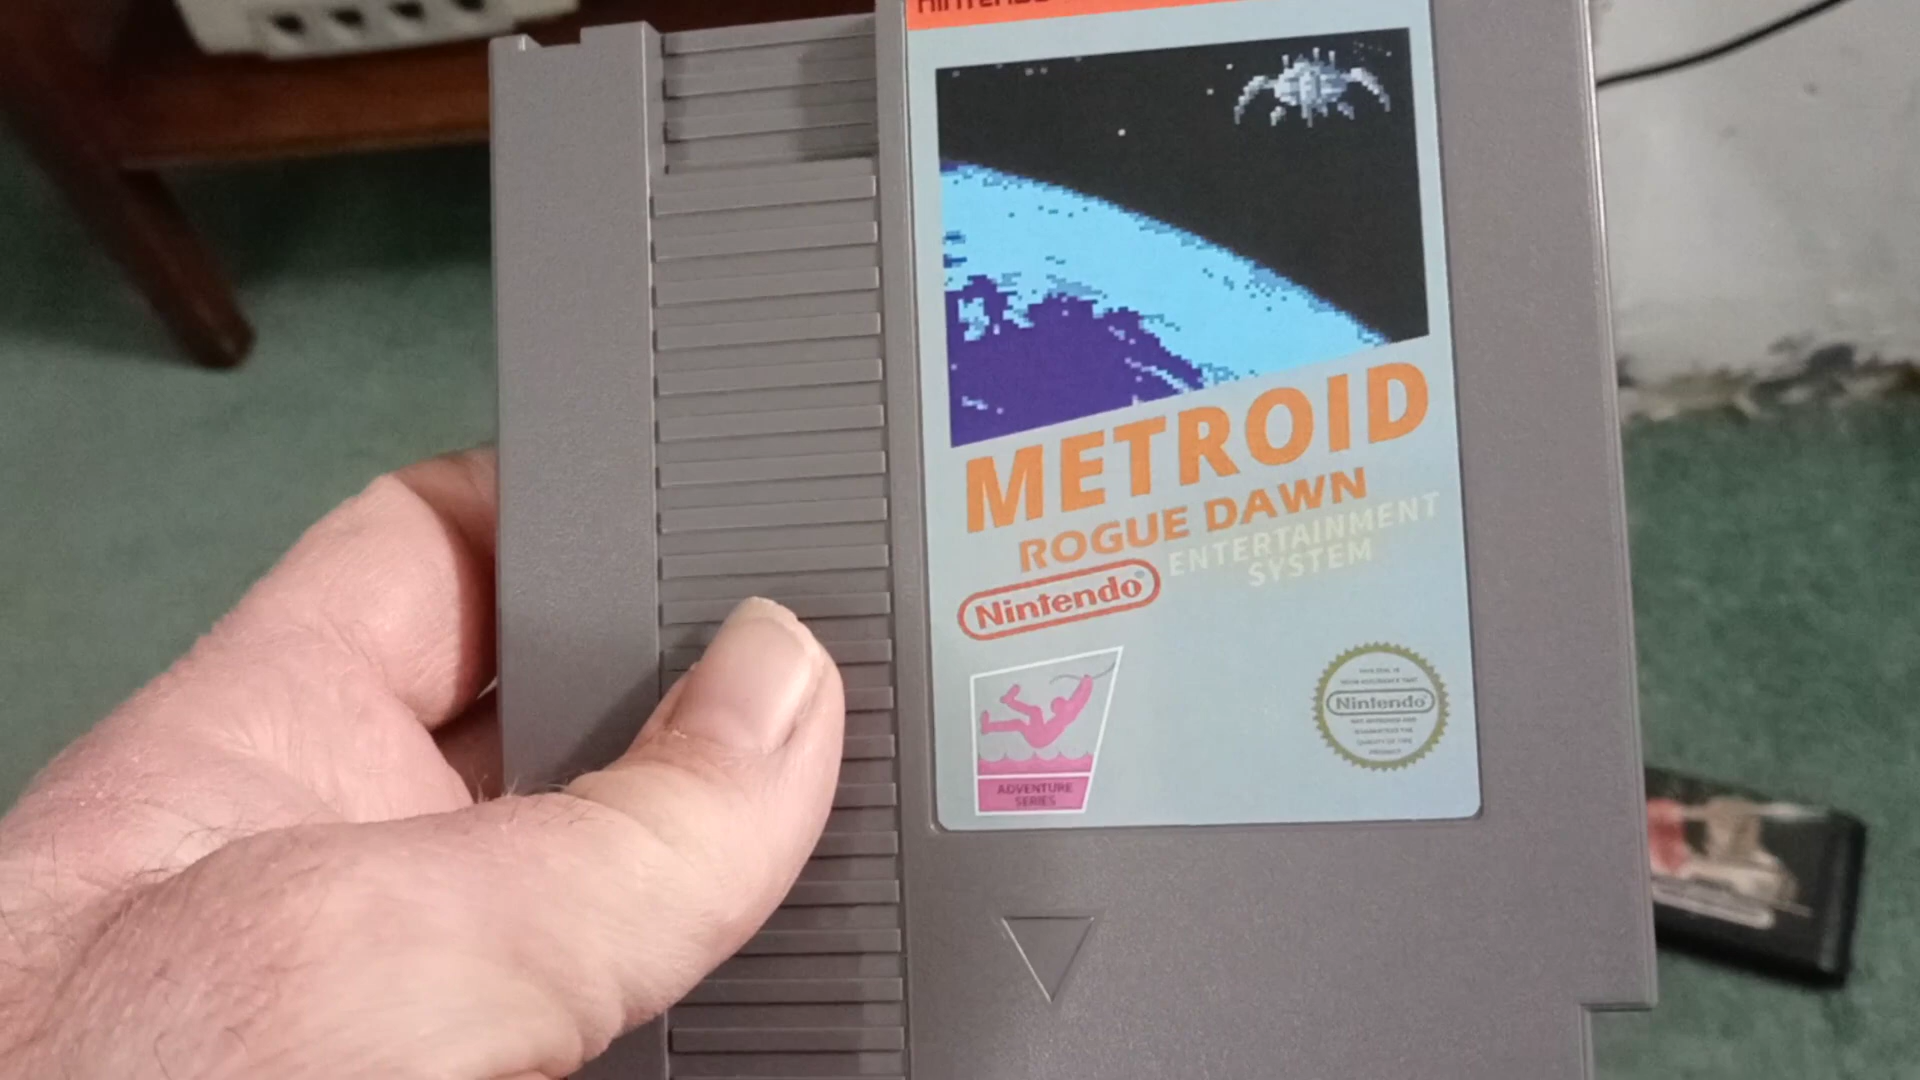 METROID
ROGUE DAWN
Nintendo®
ENTERTAINMENT
SYSTEM
ADVENTURE
SERIES
Nintendo